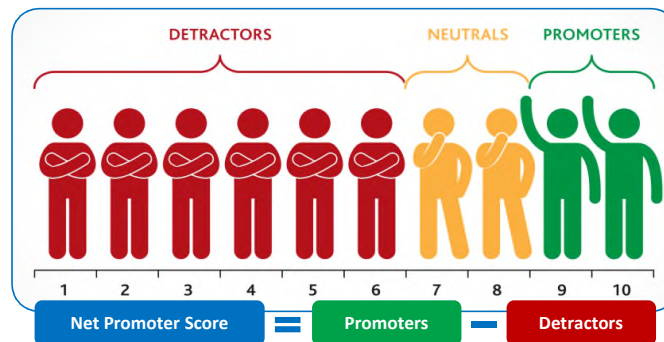 DETRACTORS NEUTRALS PROMOTERS
1 2 3 4 5 6 7 8 9 10
Net Promoter Score = Promoters − Detractors